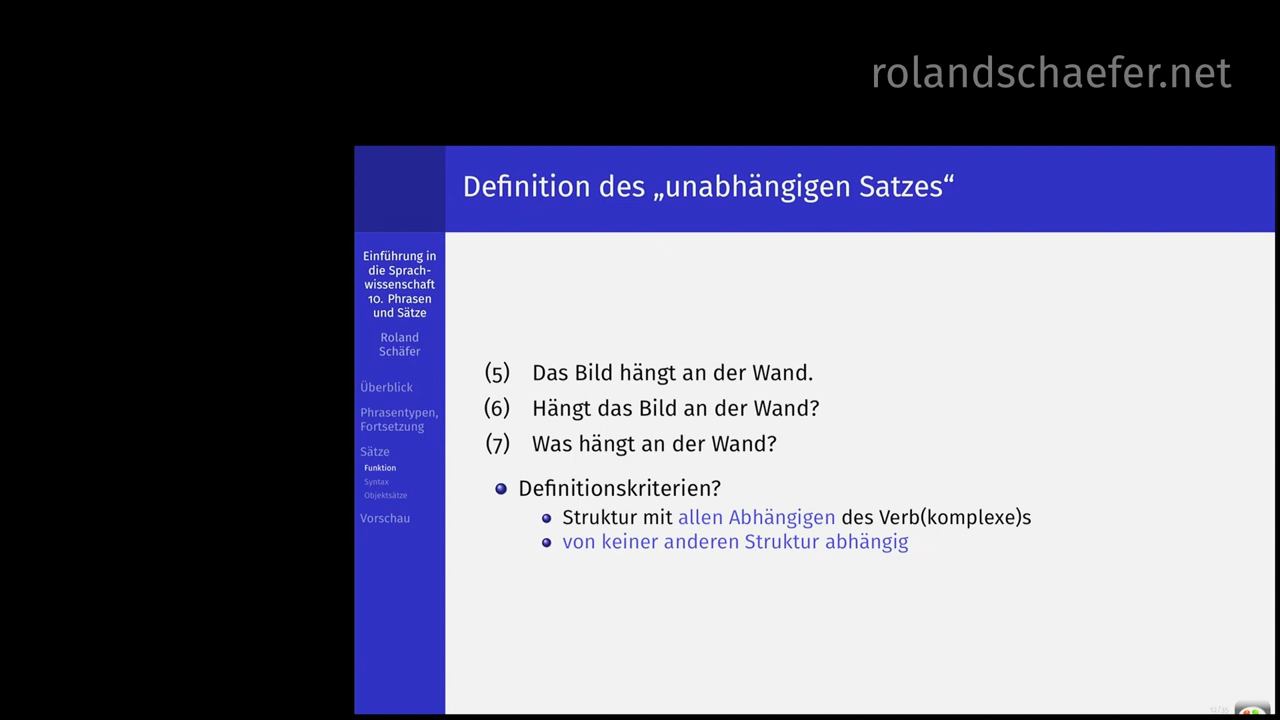 rolandschaefer.net
Definition des „unabhängigen Satzes“
Einführung in
die Sprach-
wissenschaft
10. Phrasen
und Sätze
Roland
Schäfer
Überblick
Phrasentypen,
Fortsetzung
Sätze
Funktion
Syntax
Objektsätze
Vorschau
(5) Das Bild hängt an der Wand.
(6) Hängt das Bild an der Wand?
(7) Was hängt an der Wand?
Definitionskriterien?
Struktur mit allen Abhängigen des Verb(komplexe)s
von keiner anderen Struktur abhängig